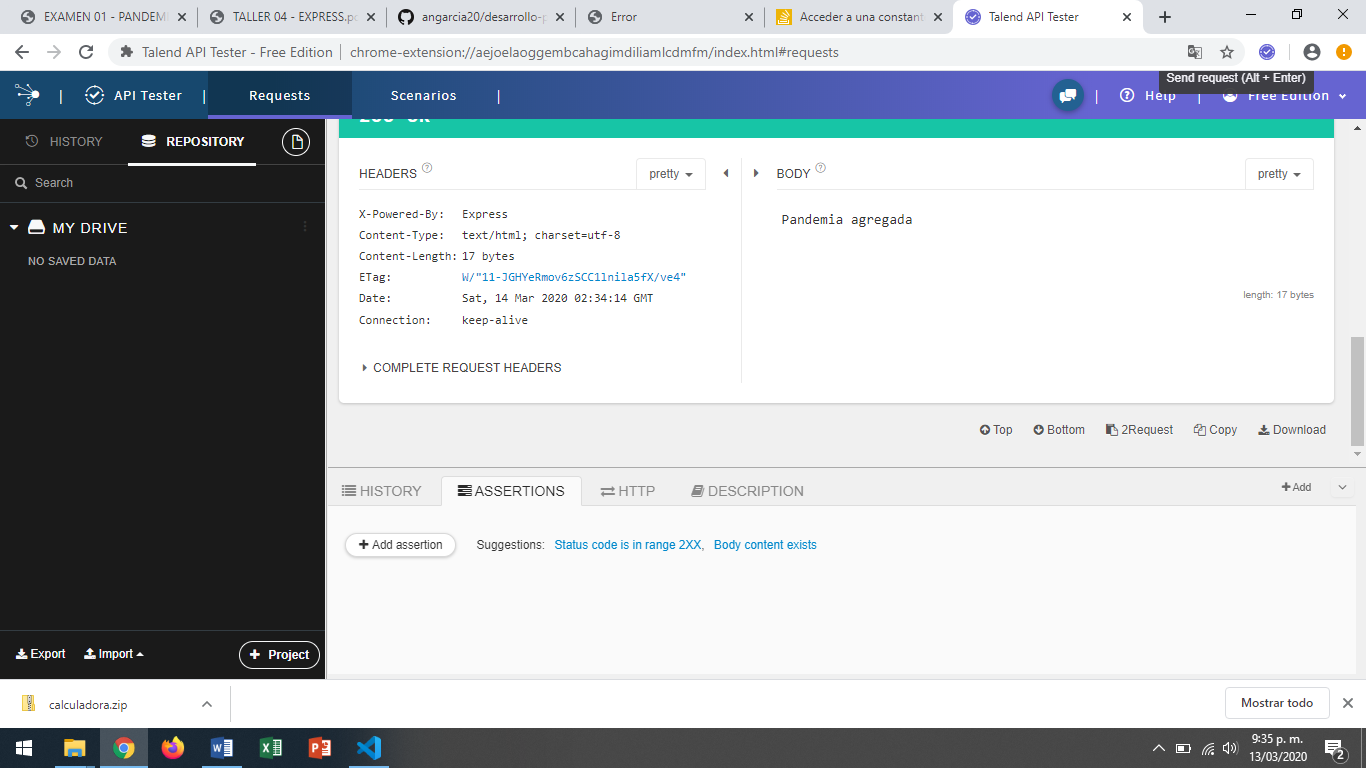 EXAMEN 01 - PANDEM
TALLER 04 - EXPRESS.p
angarcia20/desarrollo-p
Error
Acceder a una constant
Talend API Tester
Talend API Tester - Free Edition
chrome-extension://aejoelaoggembcahagimdiliamlcdmfm/index.html#requests
Send request (Alt + Enter)
| API Tester | Requests Scenarios | | Help | Free Edition
HISTORY REPOSITORY
Search
MY DRIVE
NO SAVED DATA
HEADERS ? pretty
BODY ? pretty
X-Powered-By: Express
Content-Type: text/html; charset=utf-8
Content-Length: 17 bytes
ETag: W/"11-JGHYeRmov6zSCC1lnila5fX/ve4"
Date: Sat, 14 Mar 2020 02:34:14 GMT
Connection: keep-alive
Pandemia agregada
length: 17 bytes
COMPLETE REQUEST HEADERS
Top Bottom 2Request Copy Download
HISTORY ASSERTIONS HTTP DESCRIPTION
Add
Add assertion Suggestions: Status code is in range 2XX, Body content exists
Export Import + Project
calculadora.zip
Mostrar todo
9:35 p. m.
13/03/2020
2